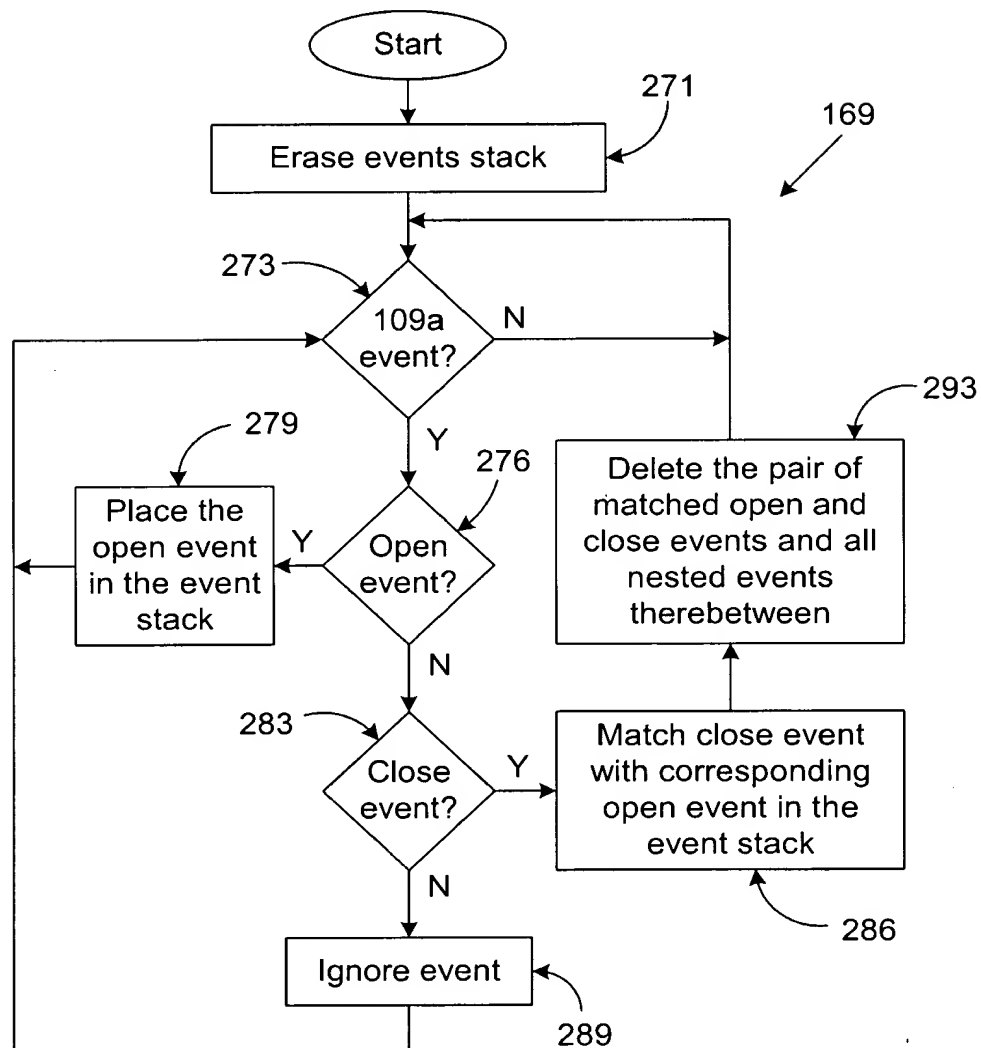 Start
271
169
Erase events stack
273
109a
event?
N
293
279
Y
276
Delete the pair of
matched open and
close events and all
nested events
therebetween
Place the
open event
in the event
stack
Y
Open
event?
N
283
Close
event?
Y
Match close event
with corresponding
open event in the
event stack
N
286
Ignore event
289